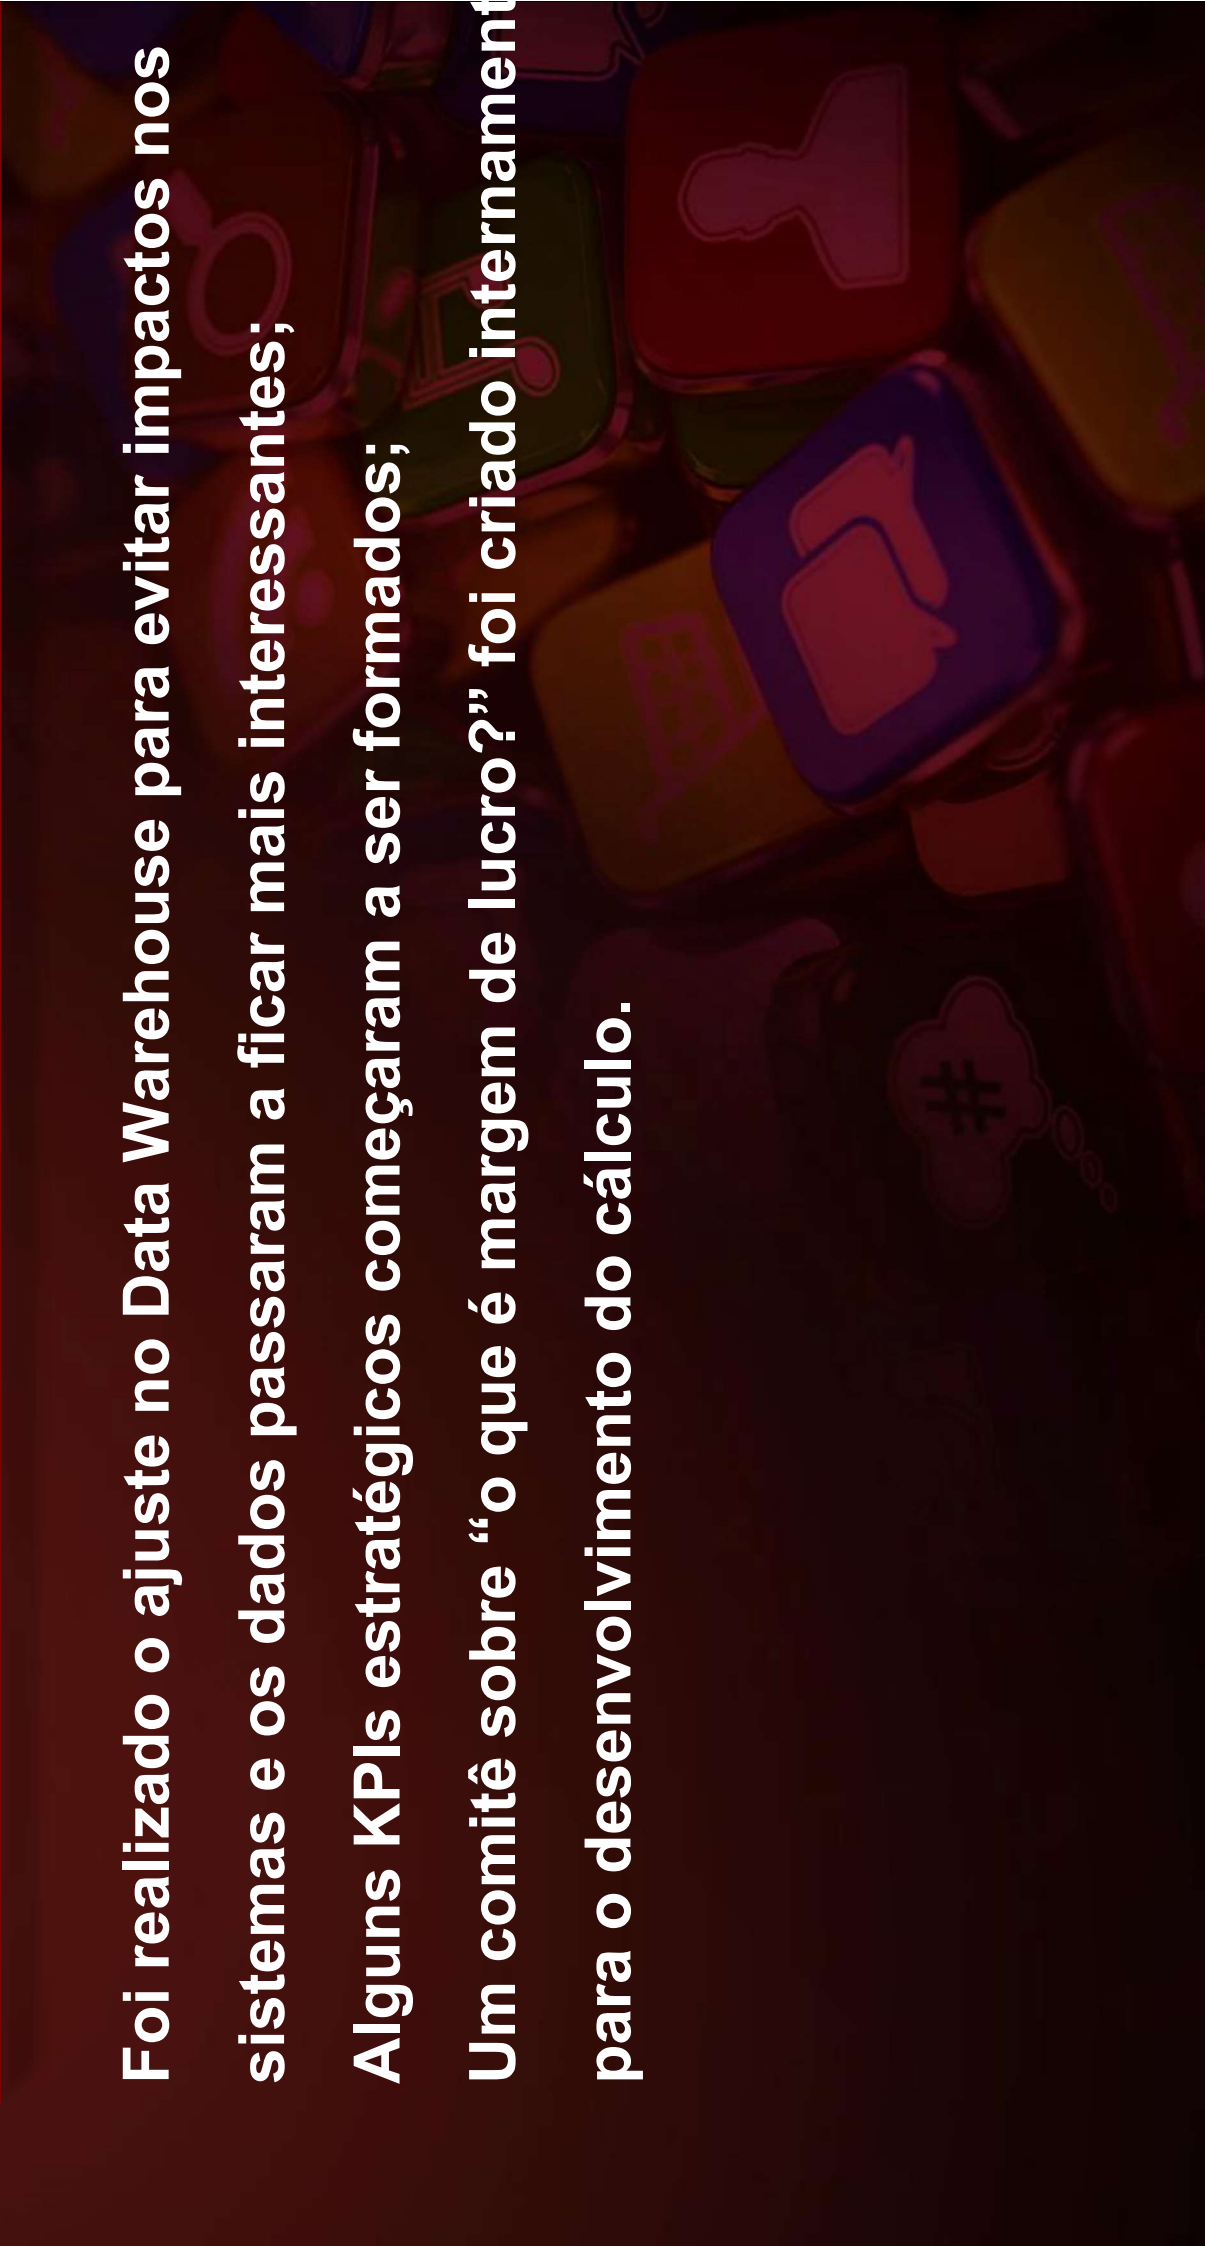 Foi realizado o ajuste no Data Warehouse para evitar impactos nos
sistemas e os dados passaram a ficar mais interessantes;
Alguns KPIs estratégicos começaram a ser formados;
Um comitê sobre “o que é margem de lucro?” foi criado internament
para o desenvolvimento do cálculo.
#